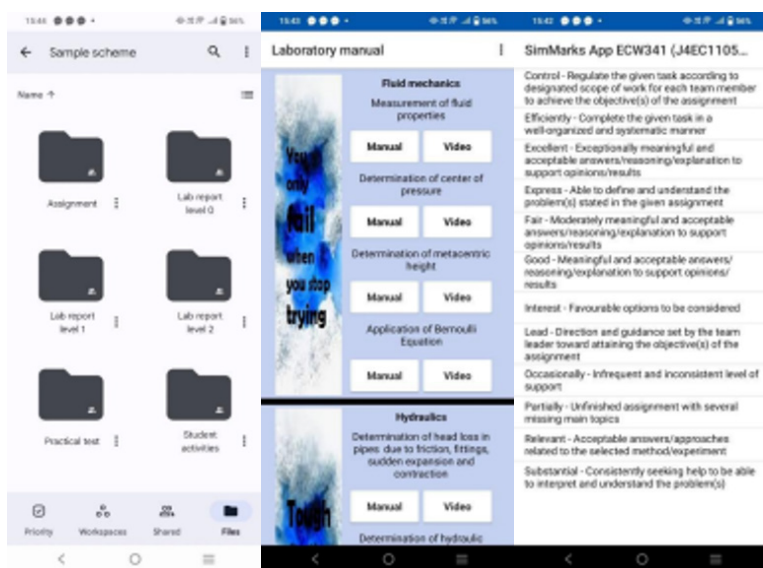 15:43
56%
Sample scheme
Name ↑
Assignment
Lab report
level 0
Lab report
level 1
Lab report
level 2
Practical test
Student
activities
Priority
Workspaces
Shared
Files
15:43
56%
Laboratory manual
You
only
fail
when
you stop
trying
Fluid mechanics
Measurement of fluid
properties
Manual
Video
Determination of center of
pressure
Manual
Video
Determination of metacentric
height
Manual
Video
Application of Bernoulli
Equation
Manual
Video
Tough
Hydraulics
Determination of head loss in
pipes due to friction, fittings,
sudden expansion and
contraction
Manual
Video
Determination of hydraulic
15:42
56%
SimMarks App ECW341 (J4EC1105...
Control - Regulate the given task according to
designated scope of work for each team member
to achieve the objective(s) of the assignment
Efficiently - Complete the given task in a
well-organized and systematic manner
Excellent - Exceptionally meaningful and
acceptable answers/reasoning/explanation to
support opinions/results
Express - Able to define and understand the
problem(s) stated in the given assignment
Fair - Moderately meaningful and acceptable
answers/reasoning/explanation to support
opinions/results
Good - Meaningful and acceptable answers/
reasoning/explanation to support opinions/
results
Interest - Favourable options to be considered
Lead - Direction and guidance set by the team
leader toward attaining the objective(s) of the
assignment
Occasionally - Infrequent and inconsistent level of
support
Partially - Unfinished assignment with several
missing main topics
Relevant - Acceptable answers/approaches
related to the selected method/experiment
Substantial - Consistently seeking help to be able
to interpret and understand the problem(s)